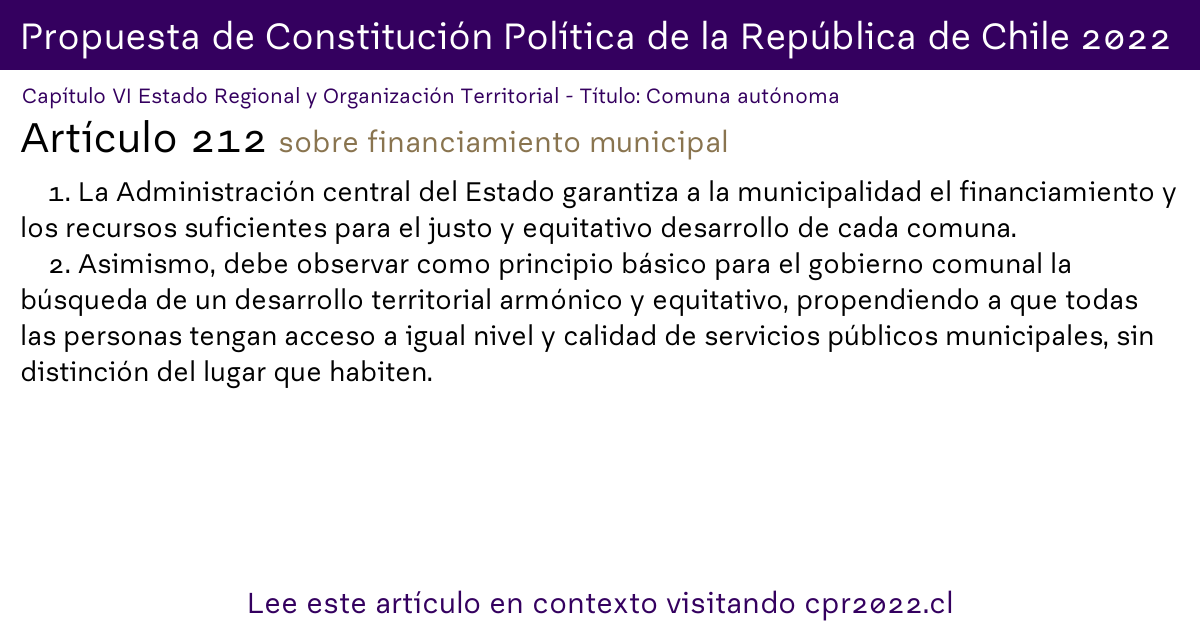 Propuesta de Constitución Política de la República de Chile 2022
Capítulo VI Estado Regional y Organización Territorial - Título: Comuna autónoma
Artículo 212 sobre financiamiento municipal
1. La Administración central del Estado garantiza a la municipalidad el financiamiento y
los recursos suficientes para el justo y equitativo desarrollo de cada comuna.
2. Asimismo, debe observar como principio básico para el gobierno comunal la
búsqueda de un desarrollo territorial armónico y equitativo, propendiendo a que todas
las personas tengan acceso a igual nivel y calidad de servicios públicos municipales, sin
distinción del lugar que habiten.
Lee este artículo en contexto visitando cpr2022.cl